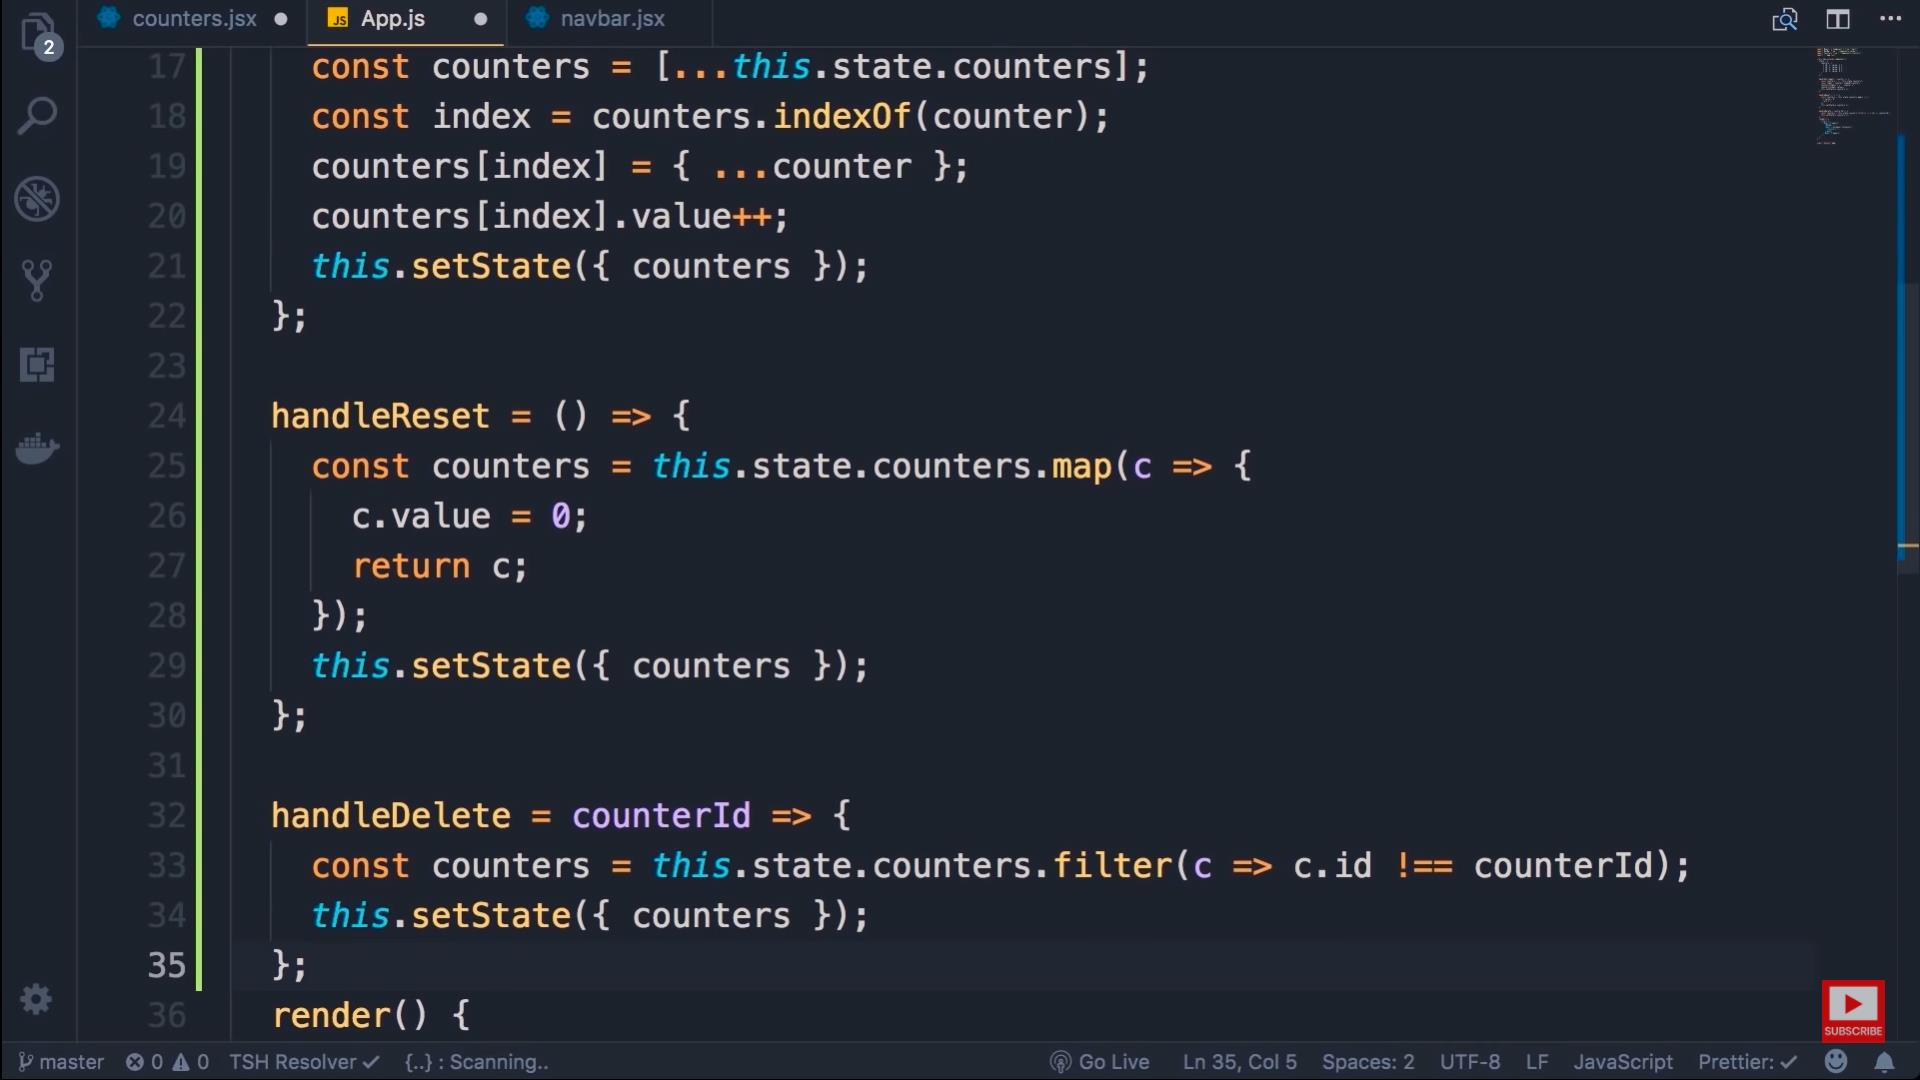 counters.jsx
JS App.js
navbar.jsx
2
17 const counters = [...this.state.counters];
18 const index = counters.indexOf(counter);
19 counters[index] = { ...counter };
20 counters[index].value++;
21 this.setState({ counters });
22 };
23
24 handleReset = () => {
25 const counters = this.state.counters.map(c => {
26 c.value = 0;
27 return c;
28 });
29 this.setState({ counters });
30 };
31
32 handleDelete = counterId => {
33 const counters = this.state.counters.filter(c => c.id !== counterId);
34 this.setState({ counters });
35 };
36 render() {
SUBSCRIBE
master 0 0 TSH Resolver ✓ {..} : Scanning.. Go Live Ln 35, Col 5 Spaces: 2 UTF-8 LF JavaScript Prettier: ✓